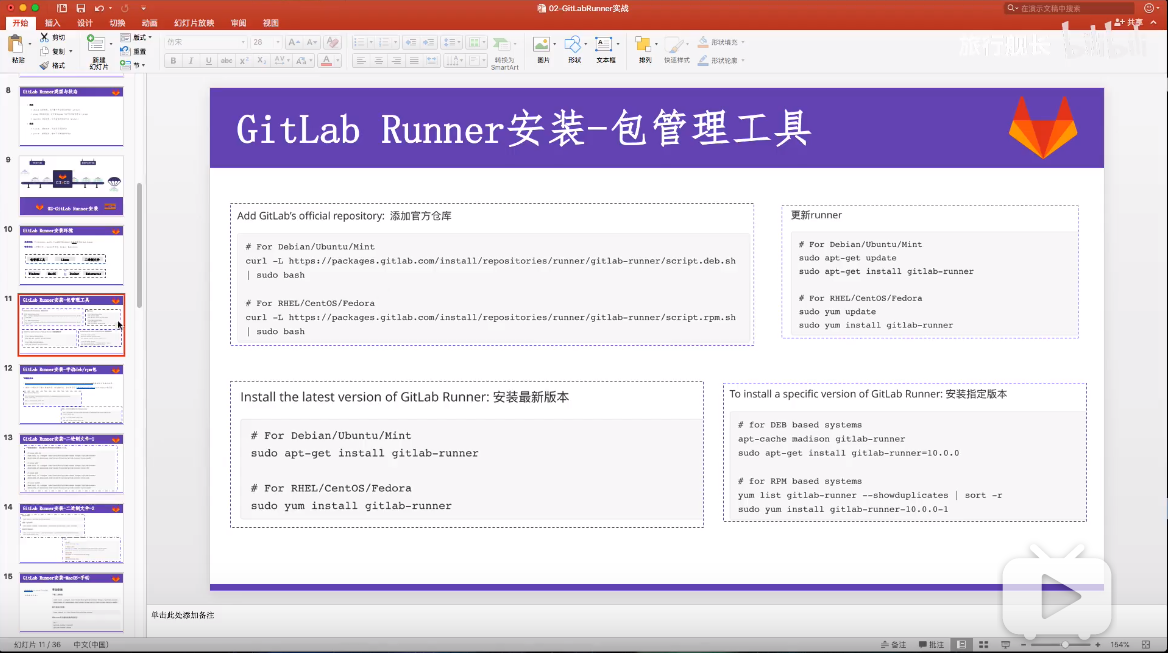 02-GitLabRunner实战
在演示文稿中搜索
开始 插入 设计 切换 动画 幻灯片放映 审阅 视图
共享
粘贴
剪切
复制
格式
新建
幻灯片
版式
重置
节
仿宋
28
转换为
SmartArt
图片
形状
文本框
排列
快速样式
形状填充
形状轮廓
bilibili
8
9
02-GitLab Runner安装
10
GitLab Runner安装环境
11
GitLab Runner安装-包管理工具
12
GitLab Runner安装-手动deb/rpm包
13
GitLab Runner安装-二进制文件-1
14
GitLab Runner安装-二进制文件-2
15
GitLab Runner安装-MacOS-手动
GitLab Runner安装-包管理工具
Add GitLab's official repository: 添加官方仓库
# For Debian/Ubuntu/Mint
curl -L https://packages.gitlab.com/install/repositories/runner/gitlab-runner/script.deb.sh
| sudo bash
# For RHEL/CentOS/Fedora
curl -L https://packages.gitlab.com/install/repositories/runner/gitlab-runner/script.rpm.sh
| sudo bash
更新runner
# For Debian/Ubuntu/Mint
sudo apt-get update
sudo apt-get install gitlab-runner
# For RHEL/CentOS/Fedora
sudo yum update
sudo yum install gitlab-runner
Install the latest version of GitLab Runner: 安装最新版本
# For Debian/Ubuntu/Mint
sudo apt-get install gitlab-runner
# For RHEL/CentOS/Fedora
sudo yum install gitlab-runner
To install a specific version of GitLab Runner: 安装指定版本
# for DEB based systems
apt-cache madison gitlab-runner
sudo apt-get install gitlab-runner=10.0.0
# for RPM based systems
yum list gitlab-runner --showduplicates | sort -r
sudo yum install gitlab-runner-10.0.0-1
单击此处添加备注
幻灯片 11 / 36 中文(中国)
备注 批注 154%